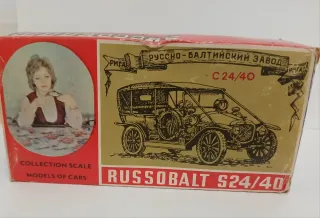 РИГА
РУССКО-БАЛТИЙСКИЙ ЗАВОД
С 24/40
COLLECTION SCALE
MODELS OF CARS
RUSSOBALT S24/40